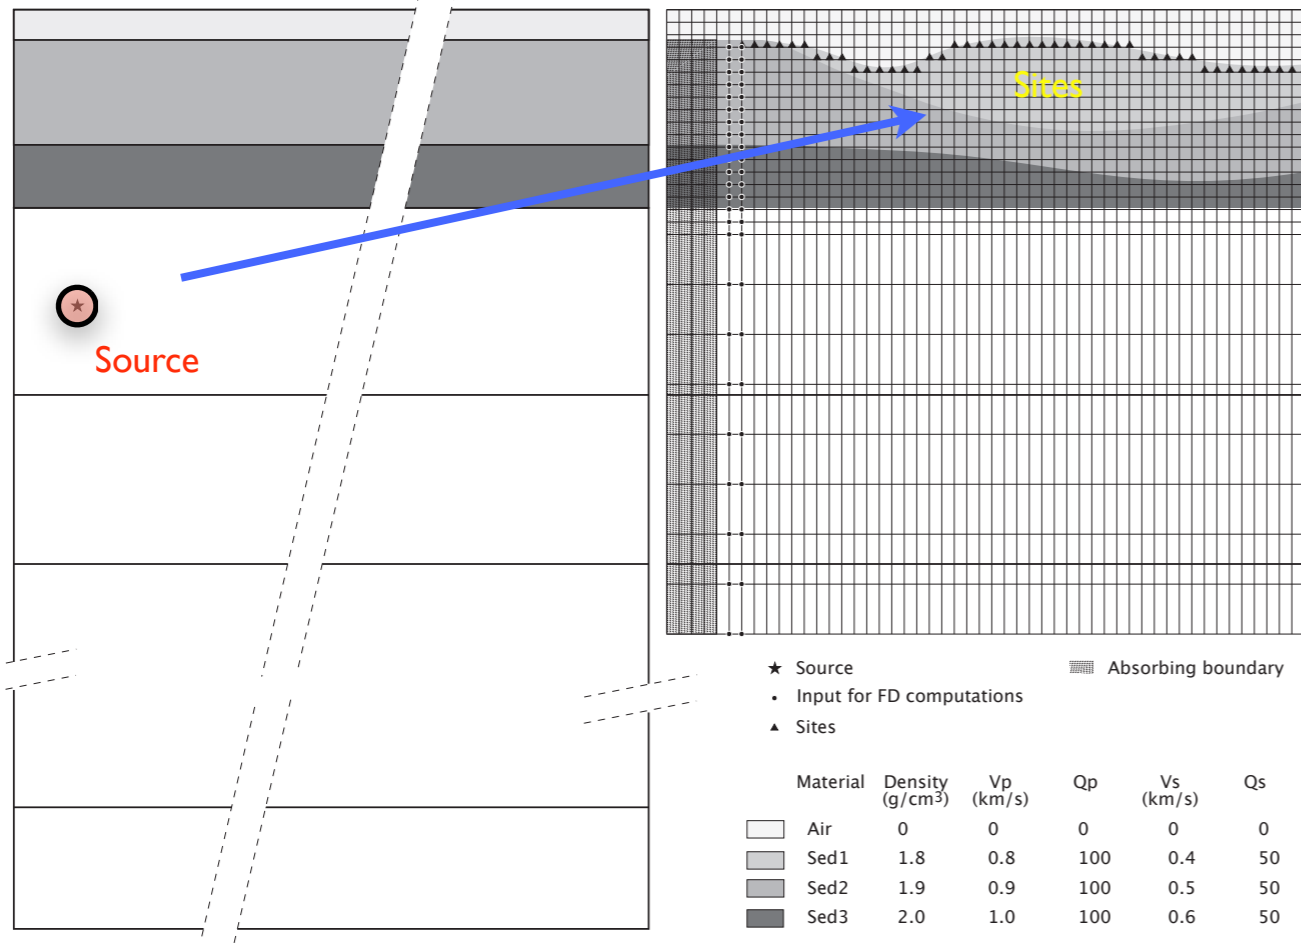 Sites
Source
Source
Absorbing boundary
Input for FD computations
Sites
Material Density (g/cm3) Vp (km/s) Qp Vs (km/s) Qs
Air 0 0 0 0 0
Sed1 1.8 0.8 100 0.4 50
Sed2 1.9 0.9 100 0.5 50
Sed3 2.0 1.0 100 0.6 50